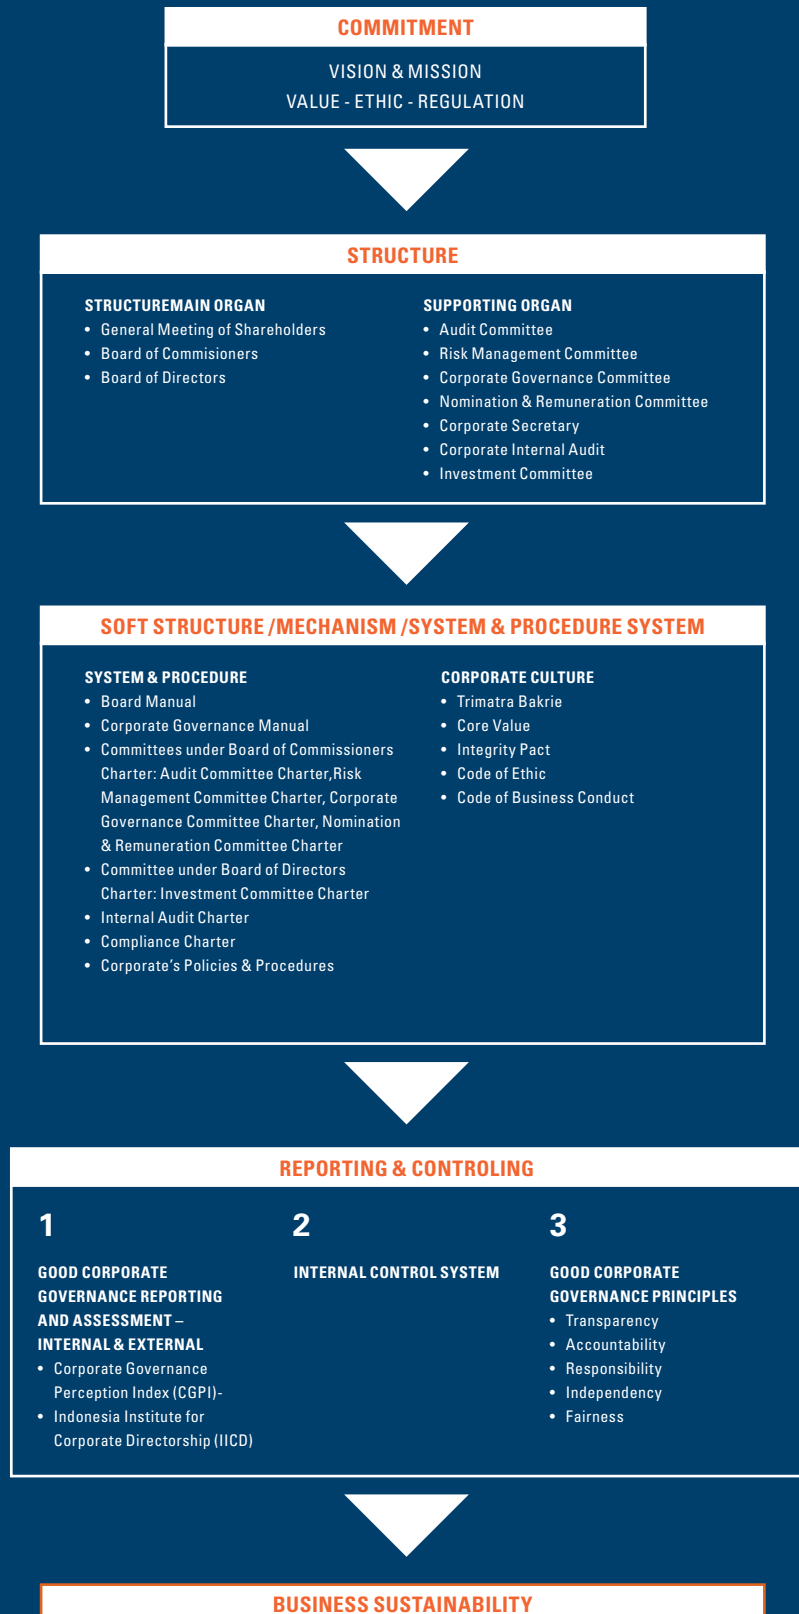 COMMITMENT
VISION & MISSION
VALUE - ETHIC - REGULATION
STRUCTURE
STRUCTUREMAIN ORGAN
• General Meeting of Shareholders
• Board of Commisioners
• Board of Directors
SUPPORTING ORGAN
• Audit Committee
• Risk Management Committee
• Corporate Governance Committee
• Nomination & Remuneration Committee
• Corporate Secretary
• Corporate Internal Audit
• Investment Committee
SOFT STRUCTURE /MECHANISM /SYSTEM & PROCEDURE SYSTEM
SYSTEM & PROCEDURE
• Board Manual
• Corporate Governance Manual
• Committees under Board of Commissioners
Charter: Audit Committee Charter,Risk
Management Committee Charter, Corporate
Governance Committee Charter, Nomination
& Remuneration Committee Charter
• Committee under Board of Directors
Charter: Investment Committee Charter
• Internal Audit Charter
• Compliance Charter
• Corporate's Policies & Procedures
CORPORATE CULTURE
• Trimatra Bakrie
• Core Value
• Integrity Pact
• Code of Ethic
• Code of Business Conduct
REPORTING & CONTROLING
1
GOOD CORPORATE
GOVERNANCE REPORTING
AND ASSESSMENT –
INTERNAL & EXTERNAL
• Corporate Governance
Perception Index (CGPI)-
• Indonesia Institute for
Corporate Directorship (IICD)
2
INTERNAL CONTROL SYSTEM
3
GOOD CORPORATE
GOVERNANCE PRINCIPLES
• Transparency
• Accountability
• Responsibility
• Independency
• Fairness
BUSINESS SUSTAINABILITY